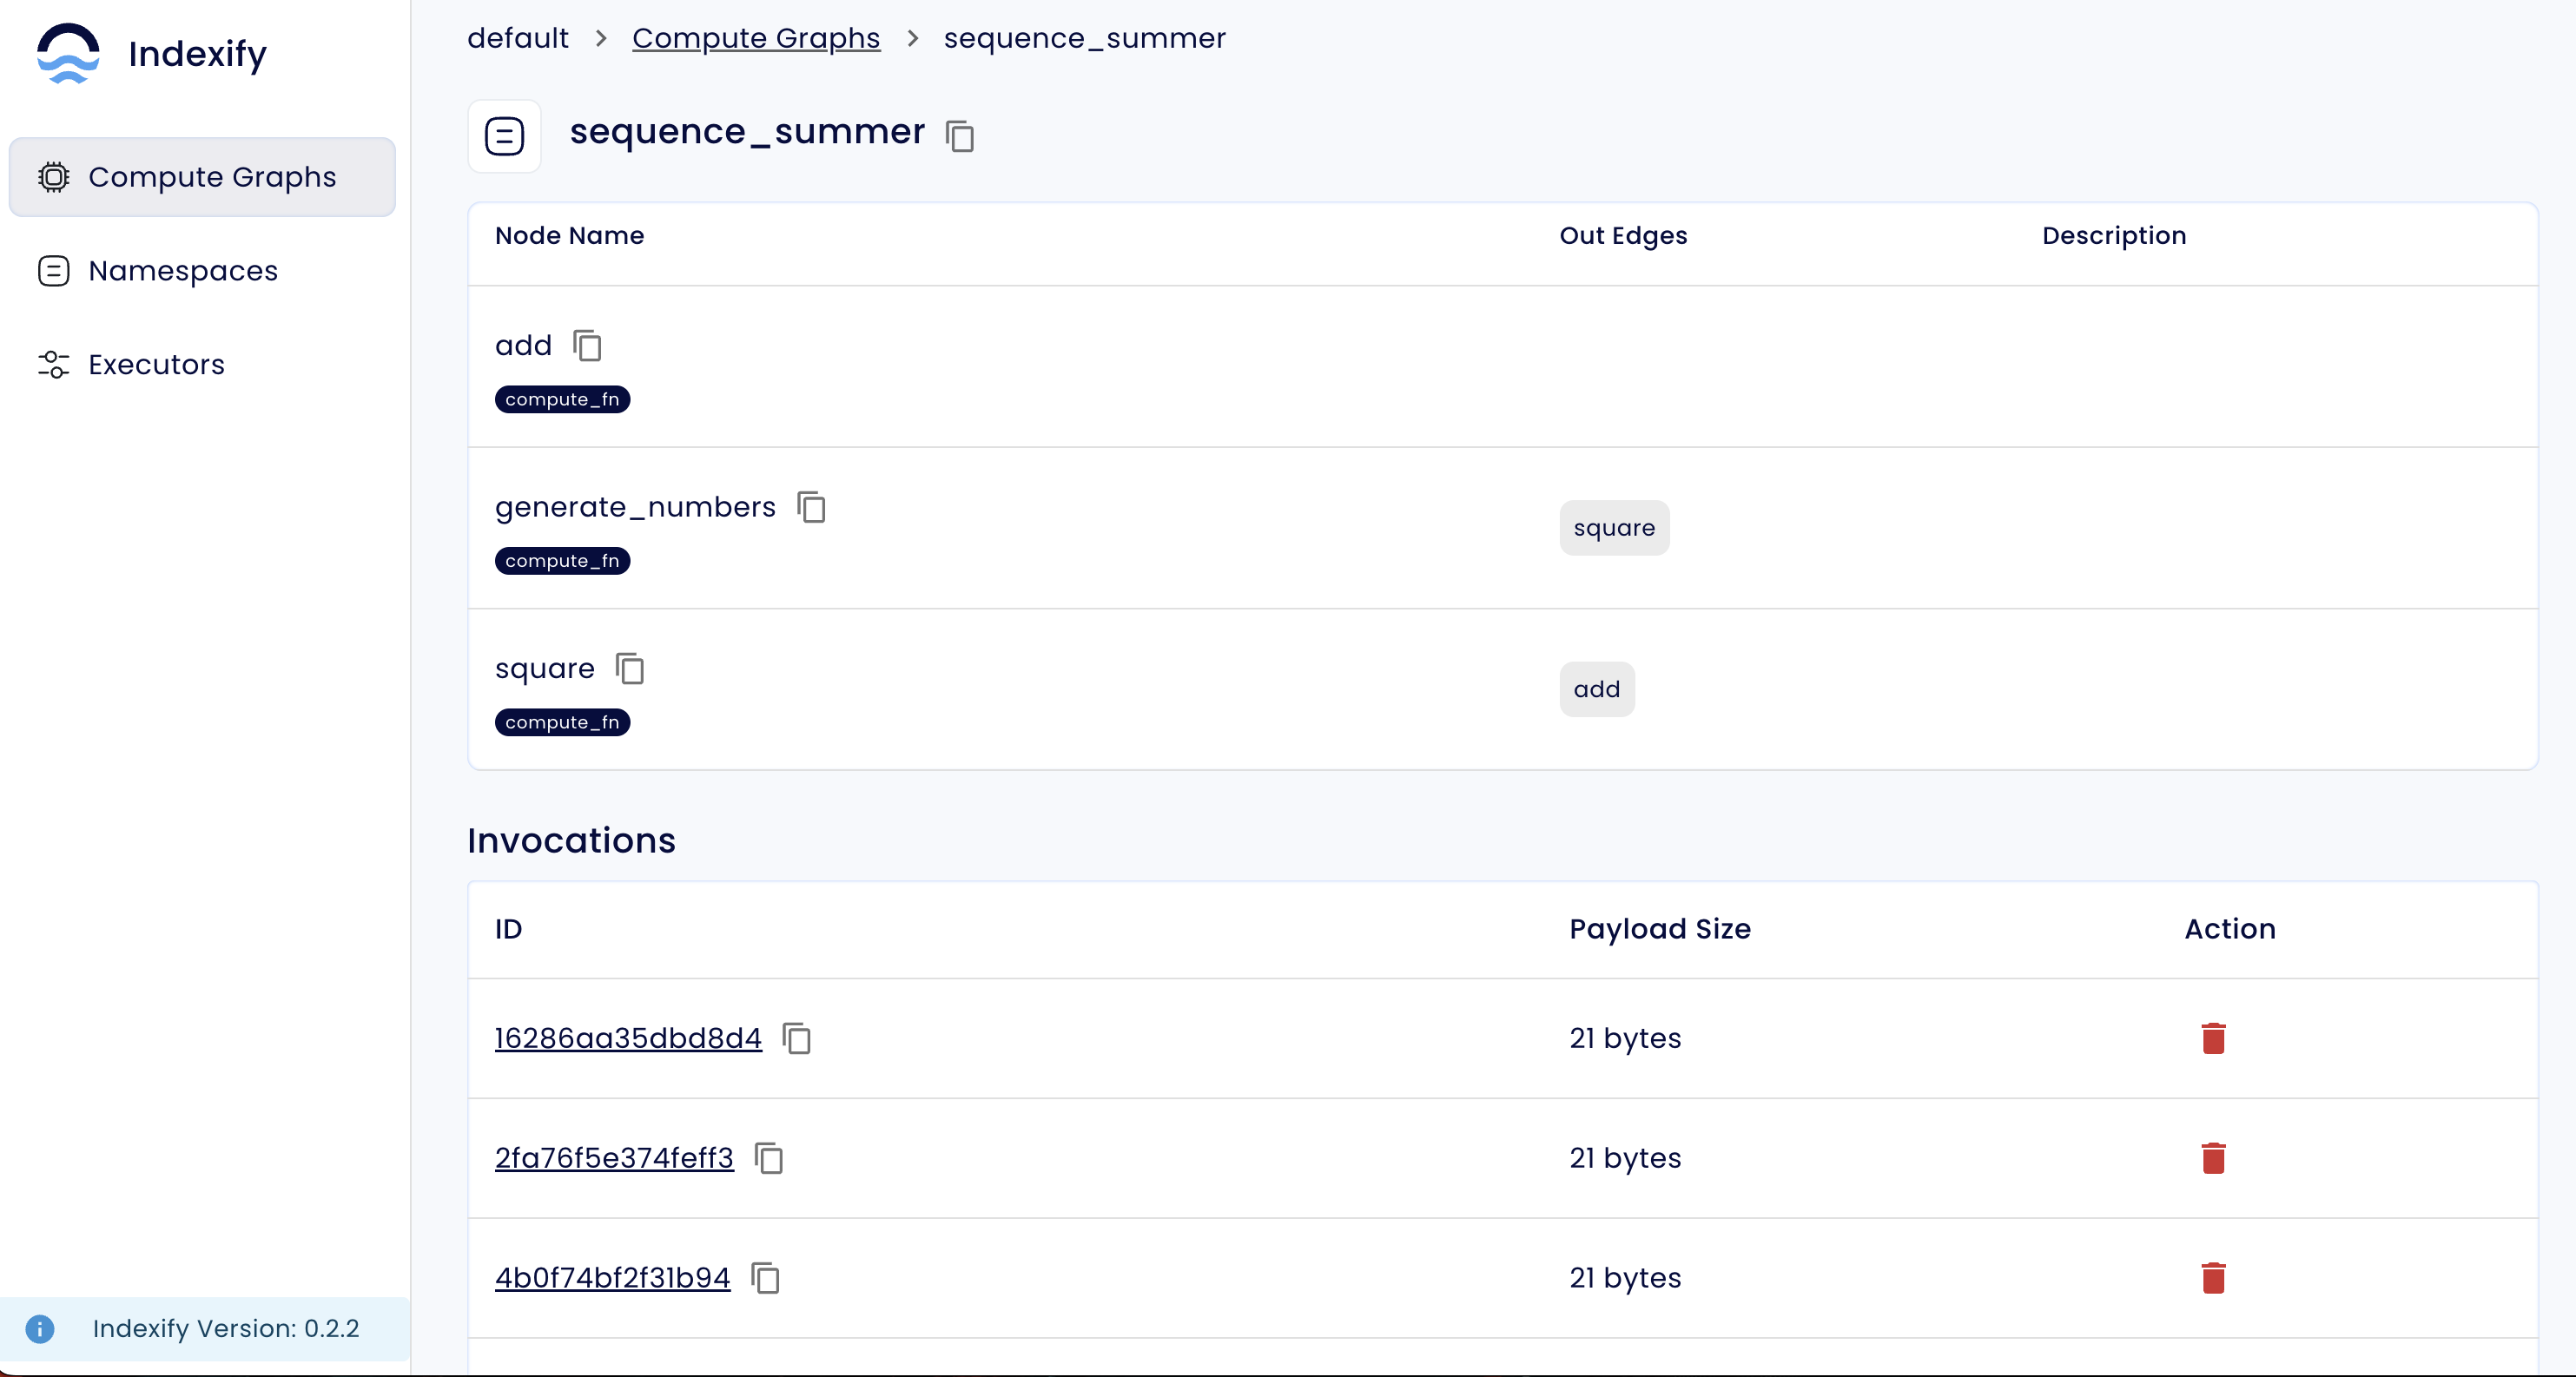 Indexify
Compute Graphs
Namespaces
Executors
Indexify Version: 0.2.2
default > Compute Graphs > sequence_summer
sequence_summer
Node Name Out Edges Description
add
compute_fn
generate_numbers
compute_fn
square
square
compute_fn
add
Invocations
ID Payload Size Action
16286aa35dbd8d4 21 bytes
2fa76f5e374feff3 21 bytes
4b0f74bf2f31b94 21 bytes